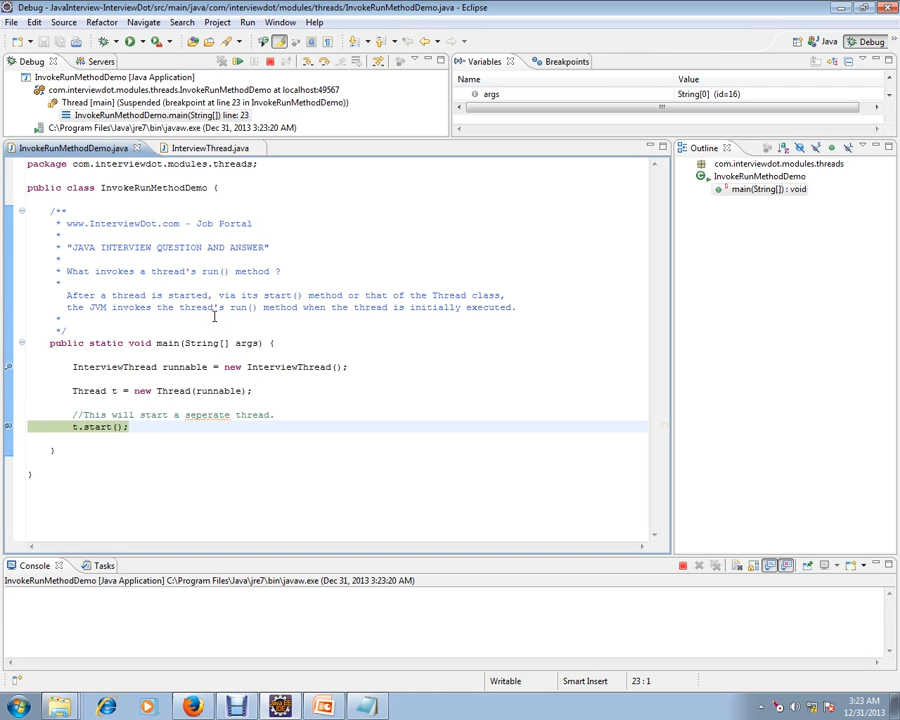 Debug - JavaInterview-InterviewDot/src/main/java/com/interviewdot/modules/threads/InvokeRunMethodDemo.java - Eclipse
File Edit Source Refactor Navigate Search Project Run Window Help
Java Debug
Debug Servers
InvokeRunMethodDemo [Java Application]
com.interviewdot.modules.threads.InvokeRunMethodDemo at localhost:49567
Thread [main] (Suspended (breakpoint at line 23 in InvokeRunMethodDemo))
InvokeRunMethodDemo.main(String[]) line: 23
C:\Program Files\Java\jre7\bin\javaw.exe (Dec 31, 2013 3:23:20 AM)
Variables Breakpoints
Name Value
args String[0] (id=16)
InvokeRunMethodDemo.java InterviewThread.java
package com.interviewdot.modules.threads;
public class InvokeRunMethodDemo {
/**
* www.InterviewDot.com - Job Portal
*
* "JAVA INTERVIEW QUESTION AND ANSWER"
*
* What invokes a thread's run() method ?
*
After a thread is started, via its start() method or that of the Thread class,
the JVM invokes the thread's run() method when the thread is initially executed.
*
*/
public static void main(String[] args) {
InterviewThread runnable = new InterviewThread();
Thread t = new Thread(runnable);
//This will start a seperate thread.
t.start();
}
}
Outline
com.interviewdot.modules.threads
InvokeRunMethodDemo
main(String[]) : void
Console Tasks
InvokeRunMethodDemo [Java Application] C:\Program Files\Java\jre7\bin\javaw.exe (Dec 31, 2013 3:23:20 AM)
Writable Smart Insert 23 : 1
3:23 AM
12/31/2013